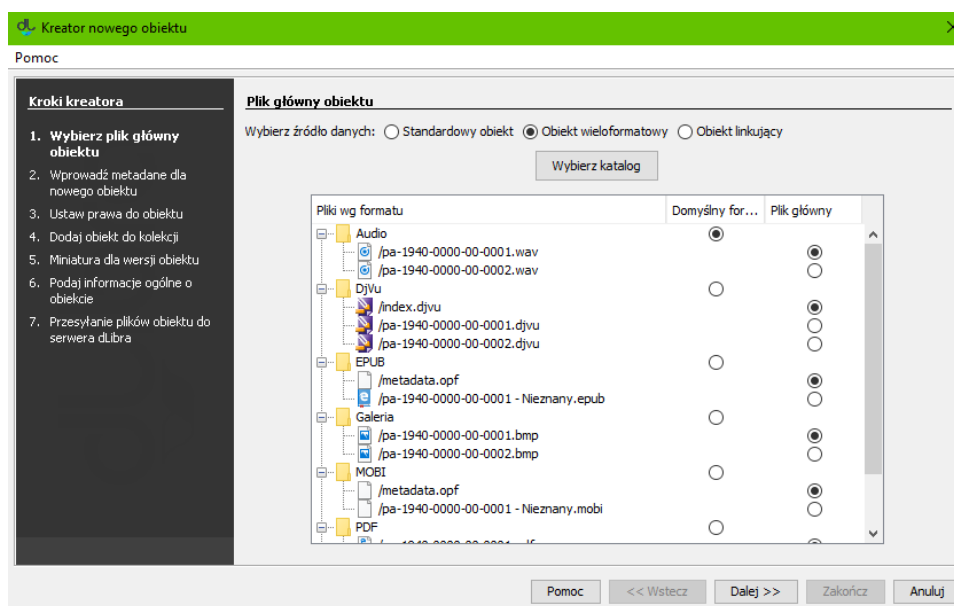 Kreator nowego obiektu
Pomoc
Kroki kreatora
1. Wybierz plik główny
obiektu
2. Wprowadź metadane dla
nowego obiektu
3. Ustaw prawa do obiektu
4. Dodaj obiekt do kolekcji
5. Miniatura dla wersji obiektu
6. Podaj informacje ogólne o
obiekcie
7. Przesyłanie plików obiektu do
serwera dLibra
Plik główny obiektu
Wybierz źródło danych: Standardowy obiekt Obiekt wieloformatowy Obiekt linkujący
Wybierz katalog
Pliki wg formatu Domyślny for... Plik główny
Audio
/pa-1940-0000-00-0001.wav
/pa-1940-0000-00-0002.wav
DjVu
/index.djvu
/pa-1940-0000-00-0001.djvu
/pa-1940-0000-00-0002.djvu
EPUB
/metadata.opf
/pa-1940-0000-00-0001 - Nieznany.epub
Galeria
/pa-1940-0000-00-0001.bmp
/pa-1940-0000-00-0002.bmp
MOBI
/metadata.opf
/pa-1940-0000-00-0001 - Nieznany.mobi
PDF
Pomoc << Wstecz Dalej >> Zakończ Anuluj